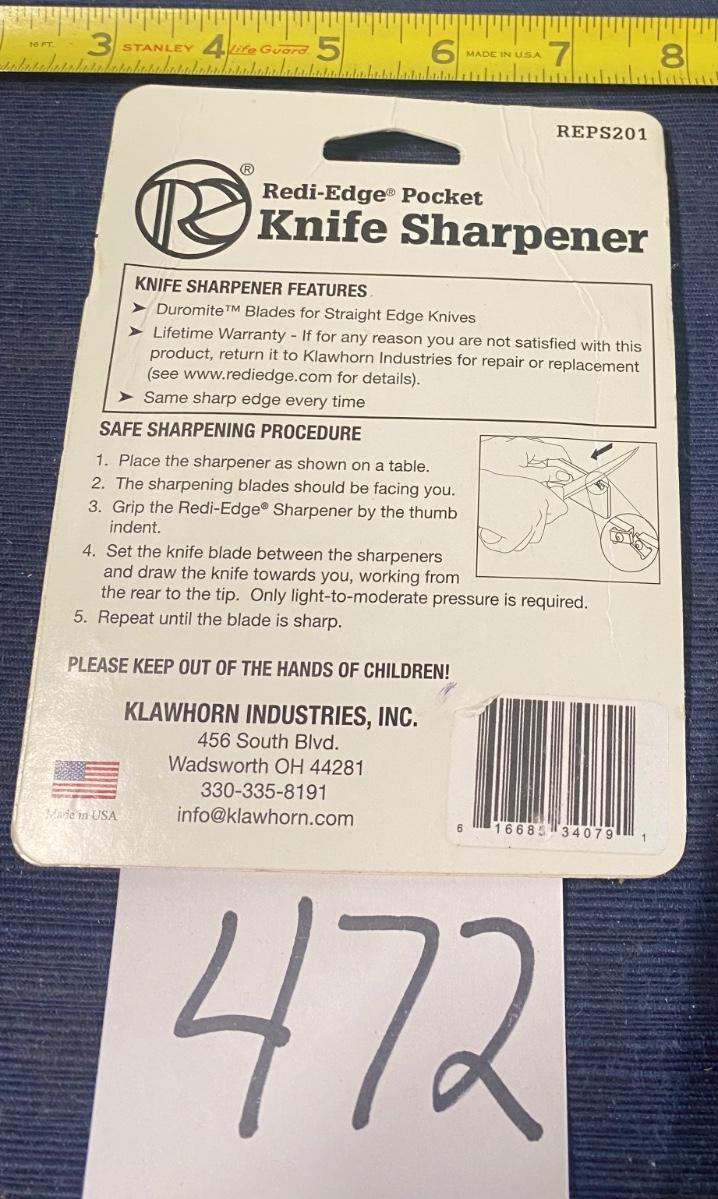 16 FT. 3 STANLEY 4 Life Guard 5 6 MADE IN U.S.A. 7 8
REPS201
RE ®
Redi-Edge® Pocket
Knife Sharpener
KNIFE SHARPENER FEATURES
➤ Duromite™ Blades for Straight Edge Knives
➤ Lifetime Warranty - If for any reason you are not satisfied with this
product, return it to Klawhorn Industries for repair or replacement
(see www.rediedge.com for details).
➤ Same sharp edge every time
SAFE SHARPENING PROCEDURE
1. Place the sharpener as shown on a table.
2. The sharpening blades should be facing you.
3. Grip the Redi-Edge® Sharpener by the thumb
indent.
4. Set the knife blade between the sharpeners
and draw the knife towards you, working from
the rear to the tip. Only light-to-moderate pressure is required.
5. Repeat until the blade is sharp.
PLEASE KEEP OUT OF THE HANDS OF CHILDREN!
KLAWHORN INDUSTRIES, INC.
456 South Blvd.
Wadsworth OH 44281
330-335-8191
info@klawhorn.com
Made in USA
6 16685 34079 1
472